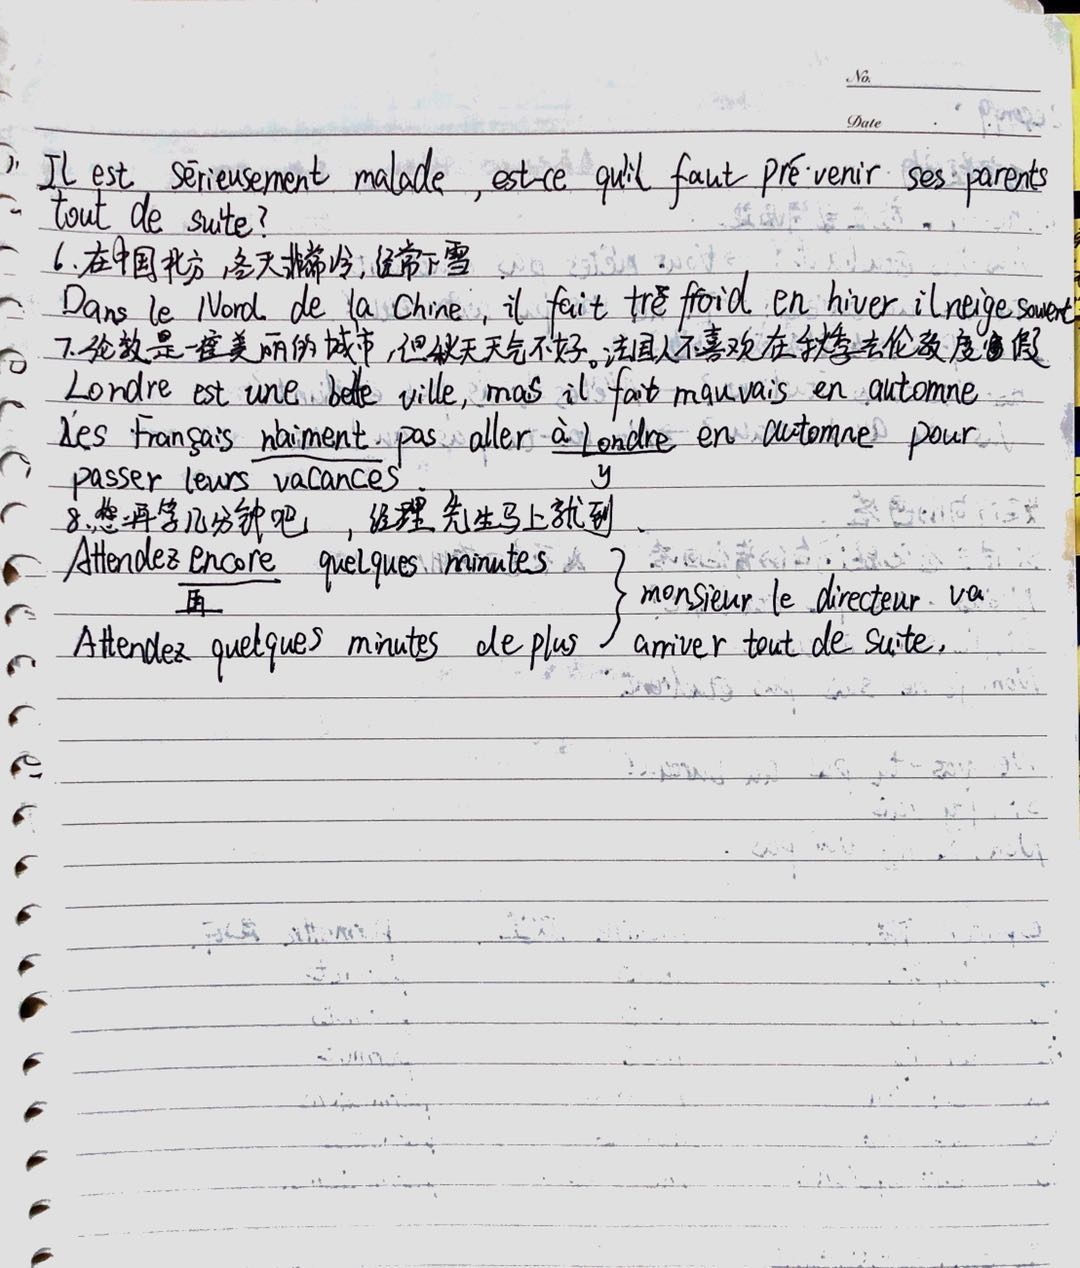 No.
Date
Il est sérieusement malade, est-ce qu'il faut prévenir ses parents
tout de suite?
6.在中国北方,冬天非常冷,经常下雪
Dans le Nord de la Chine, il fait trè froid en hiver il neige souvent
7.伦敦是一座美丽的城市,但秋天天气不好。法国人不喜欢在秋季去伦敦度假
Londre est une belle ville, mais il fait mauvais en automne
Les Français n'aiment pas aller à Londre en automne pour
y
passer leurs vacances.
8.您再等几分钟吧,经理先生马上就到.
Attendez encore quelques minutes
再
monsieur le directeur va
Attendez quelques minutes de plus
arriver tout de suite.